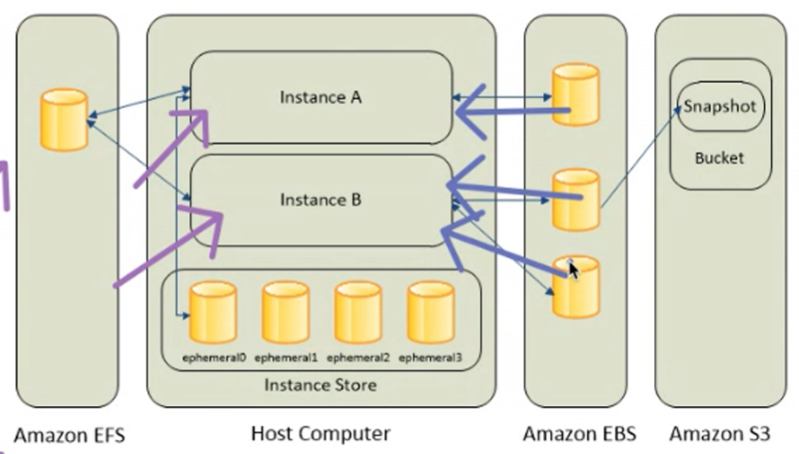 Instance A
Instance B
ephemeral0 ephemeral1 ephemeral2 ephemeral3
Instance Store
Snapshot
Bucket
Amazon EFS
Host Computer
Amazon EBS
Amazon S3